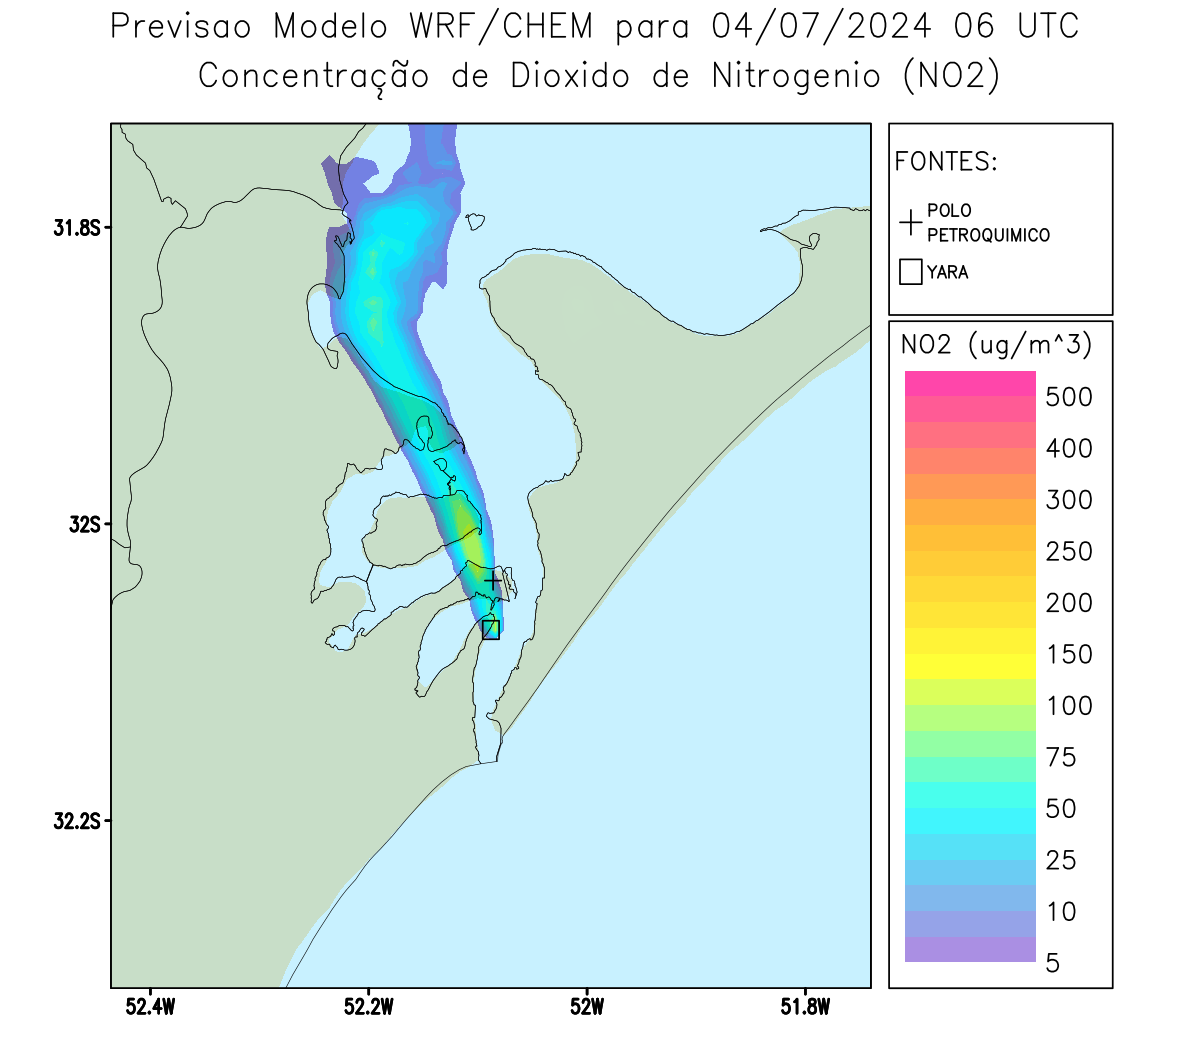 Previsao Modelo WRF/CHEM para 04/07/2024 06 UTC
Concentração de Dioxido de Nitrogenio (NO2)
FONTES:
POLO
PETROQUIMICO
YARA
31.8S
32S
32.2S
52.4W
52.2W
52W
51.8W
NO2 (ug/m^3)
500
400
300
250
200
150
100
75
50
25
10
5